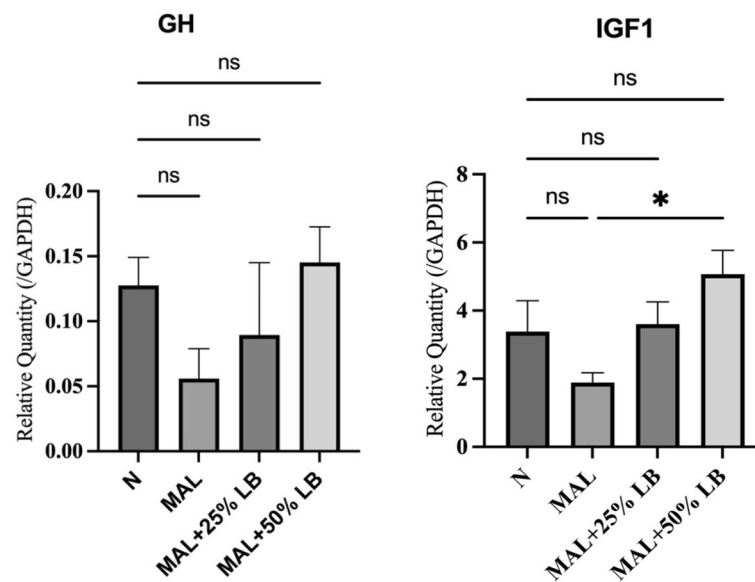 GH
ns
ns
ns
Relative Quantity (/GAPDH)
0.20
0.15
0.10
0.05
0.00
N
MAL
MAL+25% LB
MAL+50% LB
IGF1
ns
ns
ns
*
Relative Quantity (/GAPDH)
8
6
4
2
0
N
MAL
MAL+25% LB
MAL+50% LB